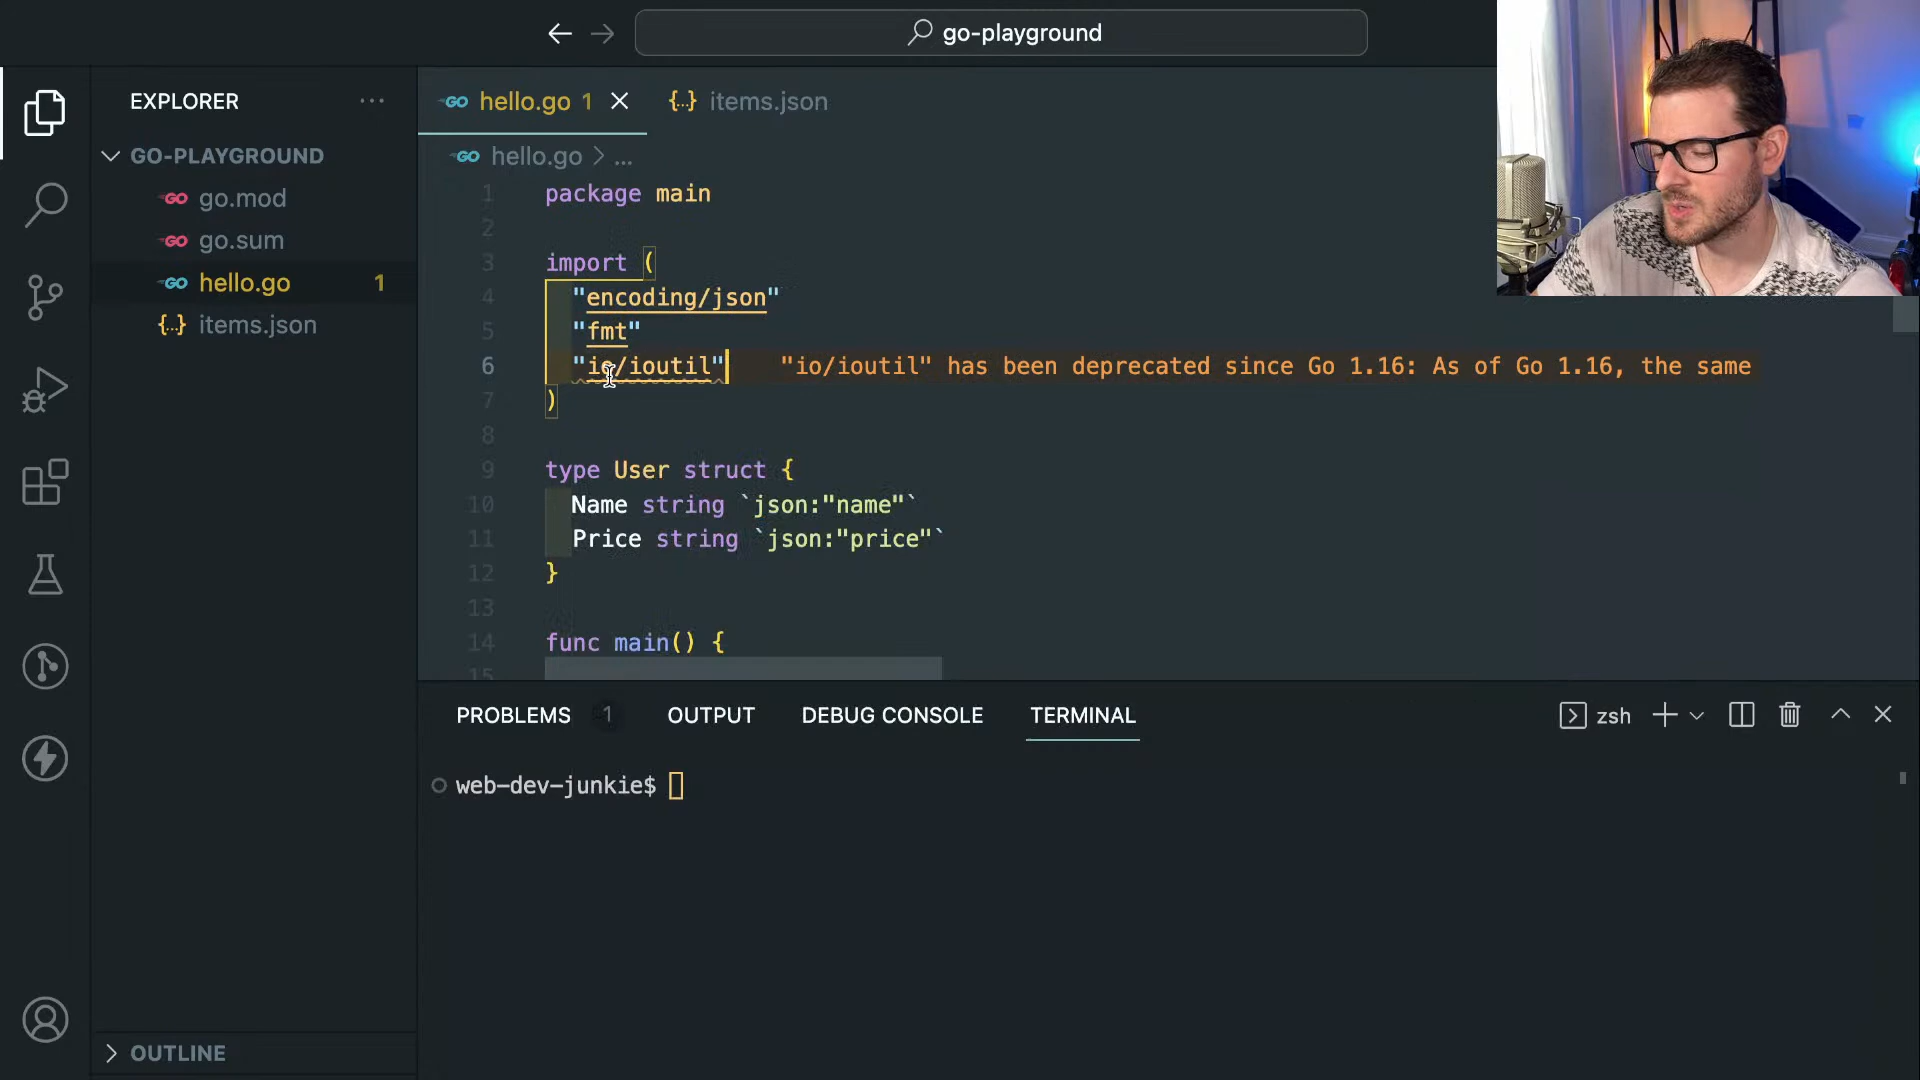 go-playground
EXPLORER
GO-PLAYGROUND
go.mod
go.sum
hello.go 1
items.json
OUTLINE
hello.go 1
items.json
hello.go > ...
1 package main
2
3 import (
4 "encoding/json"
5 "fmt"
6 "io/ioutil" "io/ioutil" has been deprecated since Go 1.16: As of Go 1.16, the same
7 )
8
9 type User struct {
10 Name string `json:"name"`
11 Price string `json:"price"`
12 }
13
14 func main() {
15
PROBLEMS 1 OUTPUT DEBUG CONSOLE TERMINAL
zsh
web-dev-junkie$